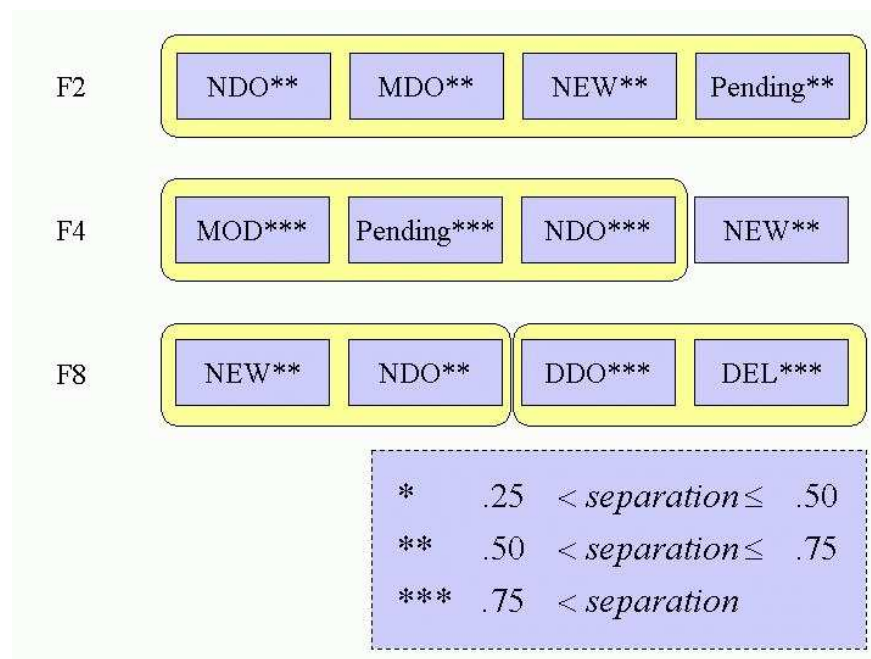 F2 NDO** MDO** NEW** Pending**
F4 MOD*** Pending*** NDO*** NEW**
F8 NEW** NDO** DDO*** DEL***
* .25 < separation ≤ .50
** .50 < separation ≤ .75
*** .75 < separation